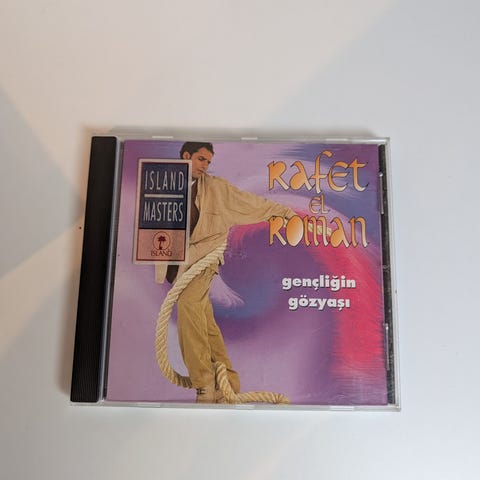 ISLAND
MASTERS
ISLAND
Rafet
el
Roman
gençliğin
gözyaşı